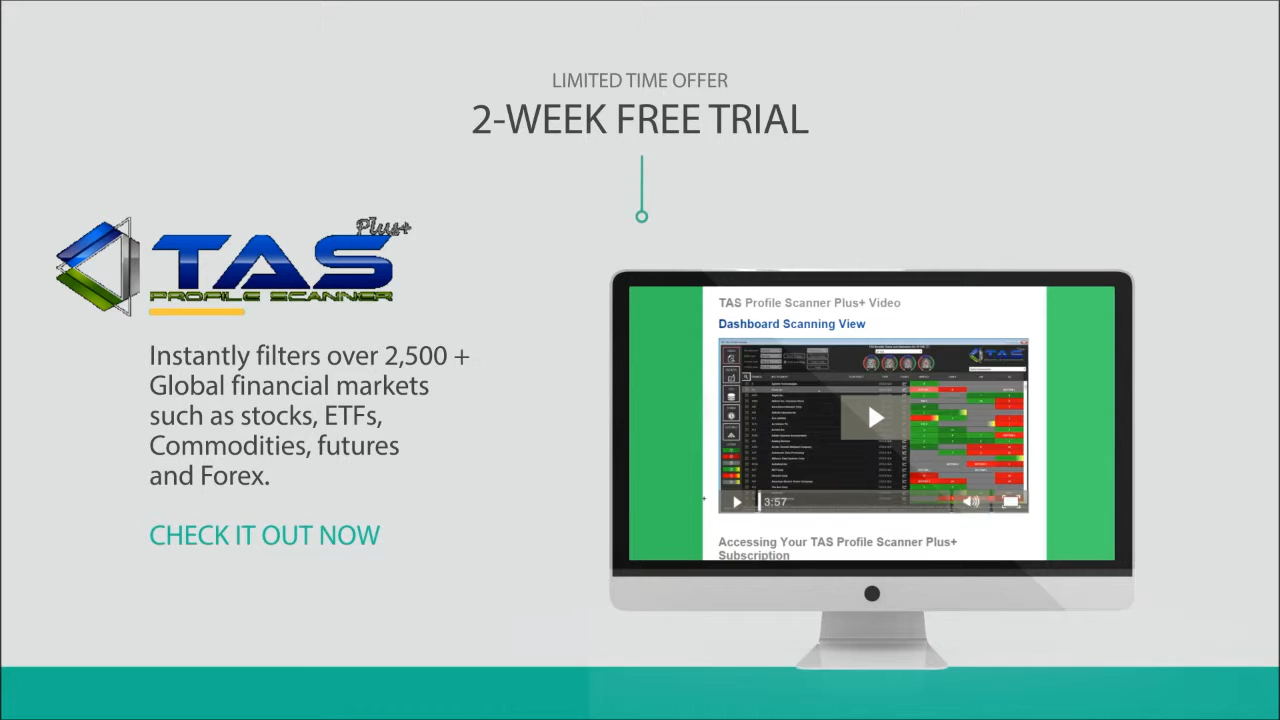 LIMITED TIME OFFER
2-WEEK FREE TRIAL
Plus+
TAS
PROFILE SCANNER
Instantly filters over 2,500 +
Global financial markets
such as stocks, ETFs,
Commodities, futures
and Forex.
CHECK IT OUT NOW
TAS Profile Scanner Plus+ Video
Dashboard Scanning View
TAS
3:57
Accessing Your TAS Profile Scanner Plus+
Subscription